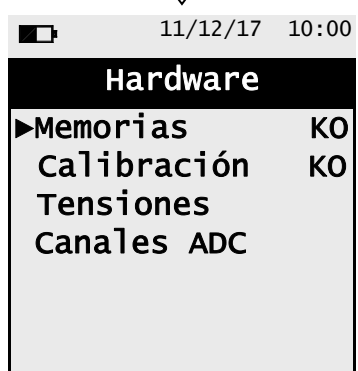 11/12/17 10:00
Hardware
►Memorias KO
Calibración KO
Tensiones
Canales ADC